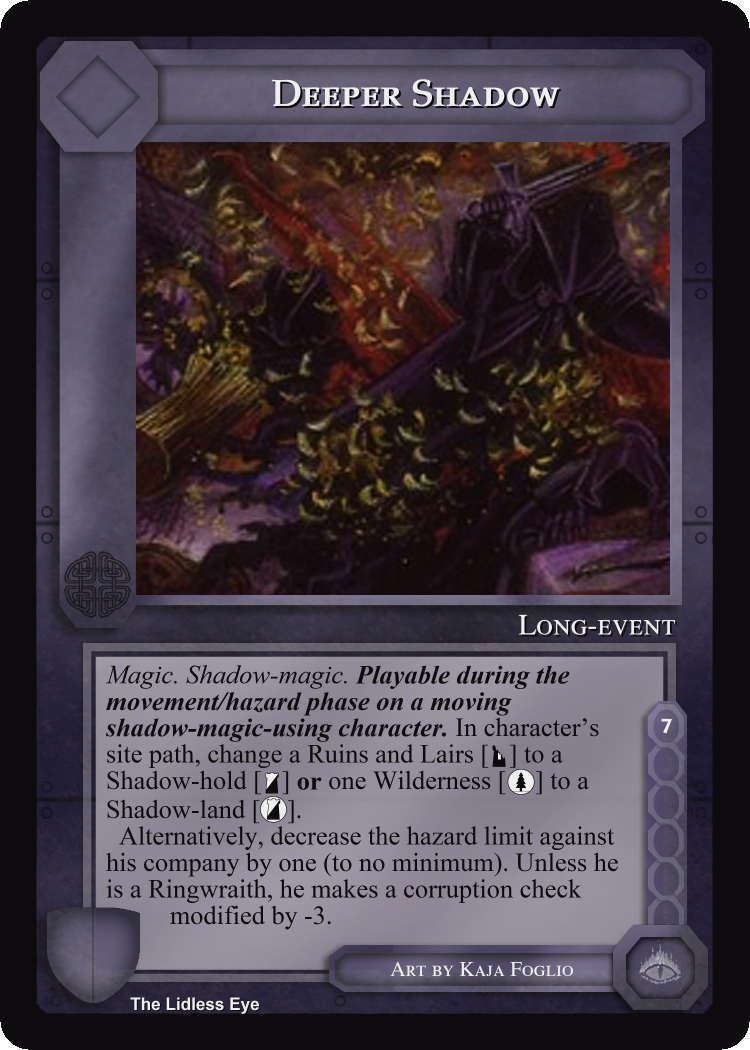 Deeper Shadow
Long-event
Magic. Shadow-magic. Playable during the
movement/hazard phase on a moving
shadow-magic-using character. In character's
site path, change a Ruins and Lairs [ ] to a
Shadow-hold [ ] or one Wilderness [ ] to a
Shadow-land [ ].
Alternatively, decrease the hazard limit against
his company by one (to no minimum). Unless he
is a Ringwraith, he makes a corruption check
modified by -3.
7
Art by Kaja Foglio
The Lidless Eye